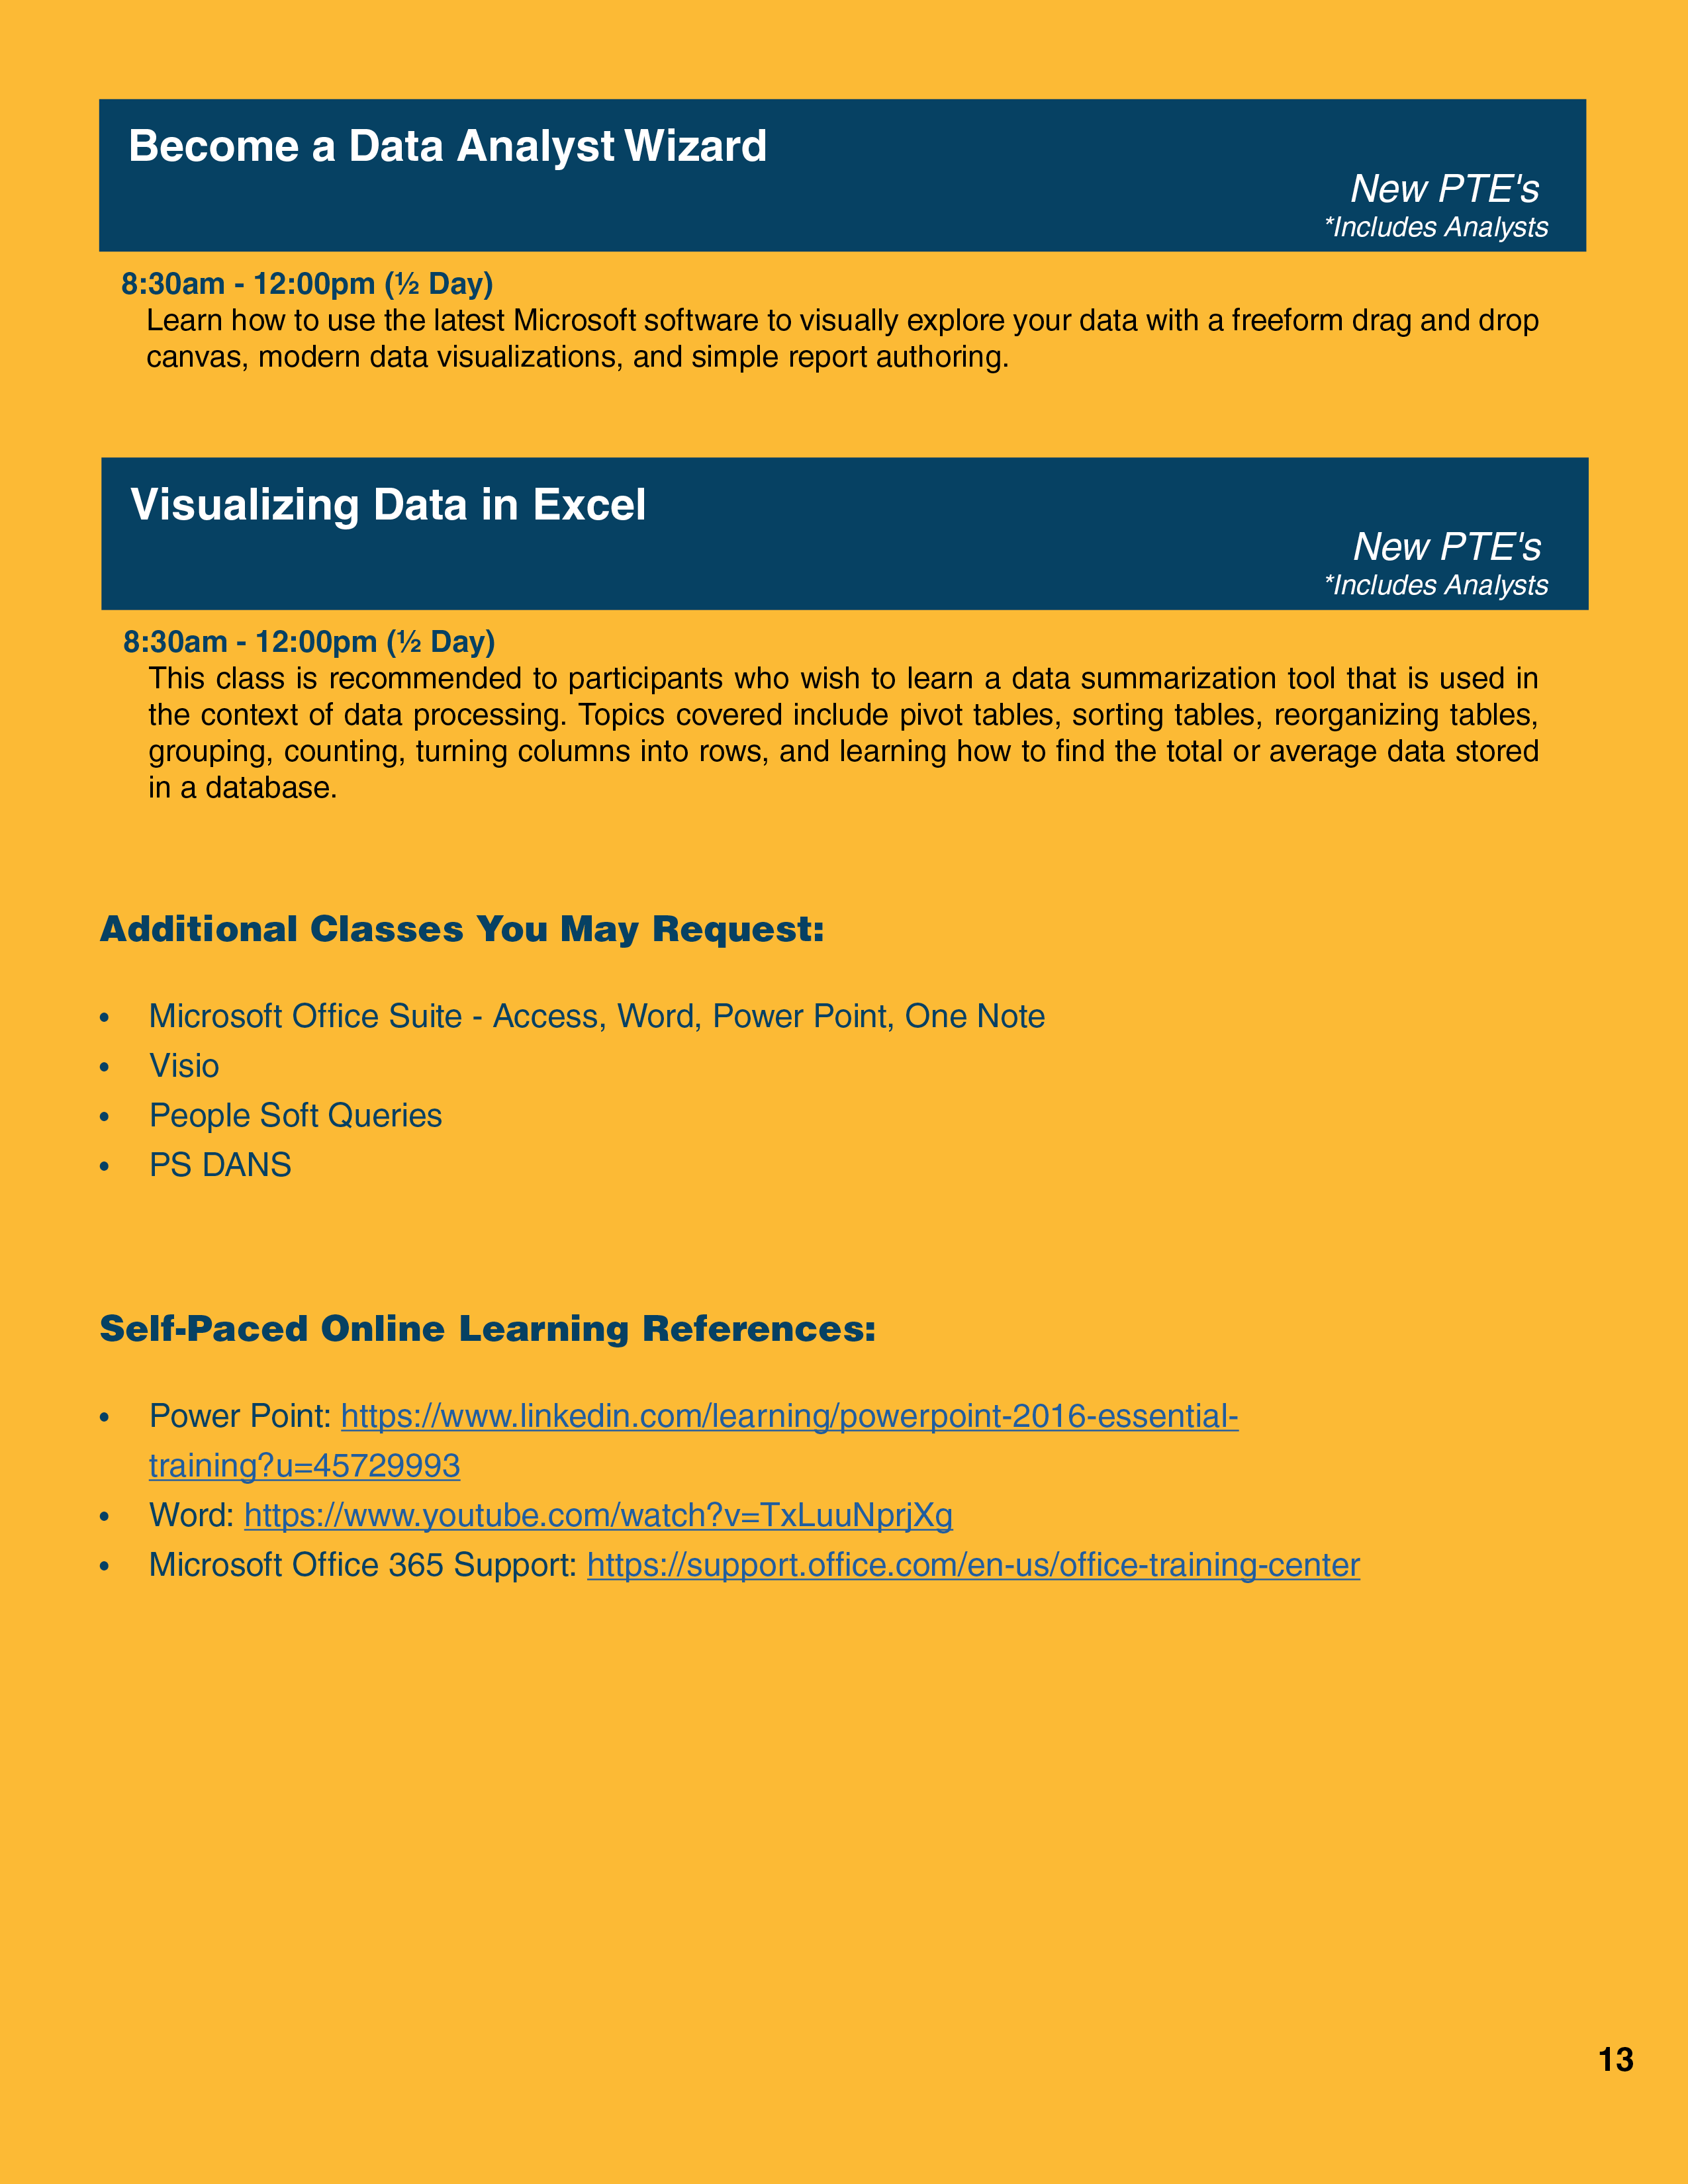 Become a Data Analyst Wizard
New PTE's
*Includes Analysts
8:30am - 12:00pm (½ Day)
Learn how to use the latest Microsoft software to visually explore your data with a freeform drag and drop
canvas, modern data visualizations, and simple report authoring.
Visualizing Data in Excel
New PTE's
*Includes Analysts
8:30am - 12:00pm (½ Day)
This class is recommended to participants who wish to learn a data summarization tool that is used in
the context of data processing. Topics covered include pivot tables, sorting tables, reorganizing tables,
grouping, counting, turning columns into rows, and learning how to find the total or average data stored
in a database.
Additional Classes You May Request:
• Microsoft Office Suite - Access, Word, Power Point, One Note
• Visio
• People Soft Queries
• PS DANS
Self-Paced Online Learning References:
• Power Point: https://www.linkedin.com/learning/powerpoint-2016-essential-
training?u=45729993
• Word: https://www.youtube.com/watch?v=TxLuuNprjXg
• Microsoft Office 365 Support: https://support.office.com/en-us/office-training-center
13